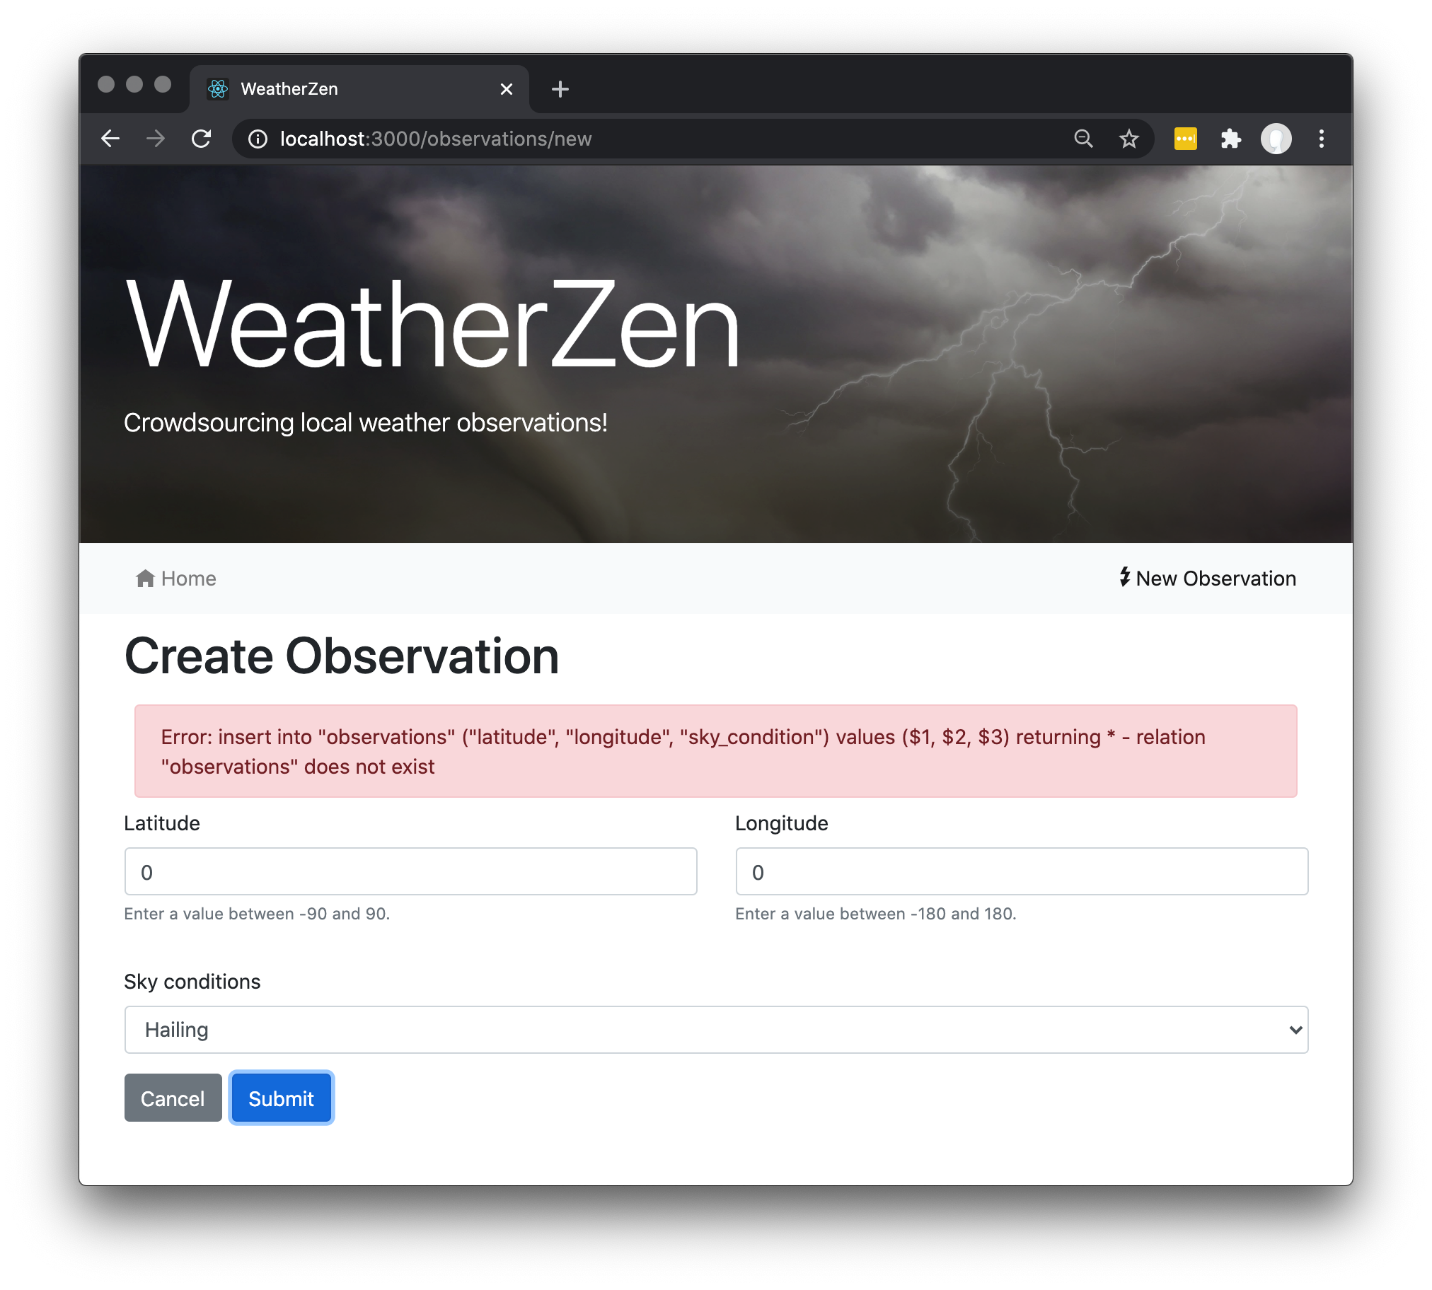 WeatherZen
localhost:3000/observations/new
WeatherZen
Crowdsourcing local weather observations!
Home
New Observation
Create Observation
Error: insert into "observations" ("latitude", "longitude", "sky_condition") values ($1, $2, $3) returning * - relation
"observations" does not exist
Latitude
Longitude
0
0
Enter a value between -90 and 90.
Enter a value between -180 and 180.
Sky conditions
Hailing
Cancel
Submit